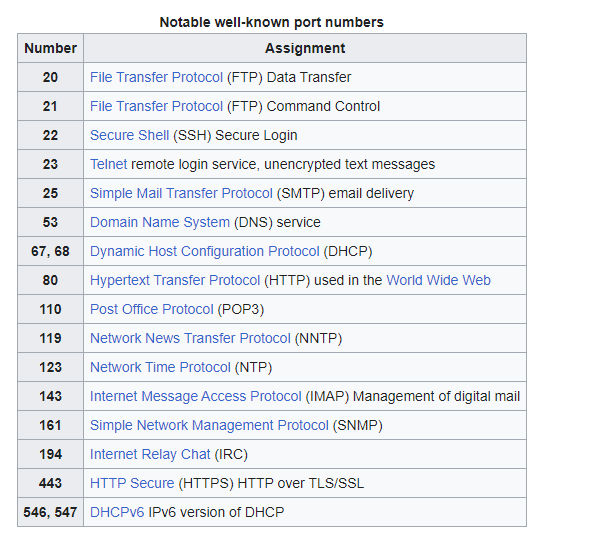 Notable well-known port numbers
Number Assignment
20 File Transfer Protocol (FTP) Data Transfer
21 File Transfer Protocol (FTP) Command Control
22 Secure Shell (SSH) Secure Login
23 Telnet remote login service, unencrypted text messages
25 Simple Mail Transfer Protocol (SMTP) email delivery
53 Domain Name System (DNS) service
67, 68 Dynamic Host Configuration Protocol (DHCP)
80 Hypertext Transfer Protocol (HTTP) used in the World Wide Web
110 Post Office Protocol (POP3)
119 Network News Transfer Protocol (NNTP)
123 Network Time Protocol (NTP)
143 Internet Message Access Protocol (IMAP) Management of digital mail
161 Simple Network Management Protocol (SNMP)
194 Internet Relay Chat (IRC)
443 HTTP Secure (HTTPS) HTTP over TLS/SSL
546, 547 DHCPv6 IPv6 version of DHCP